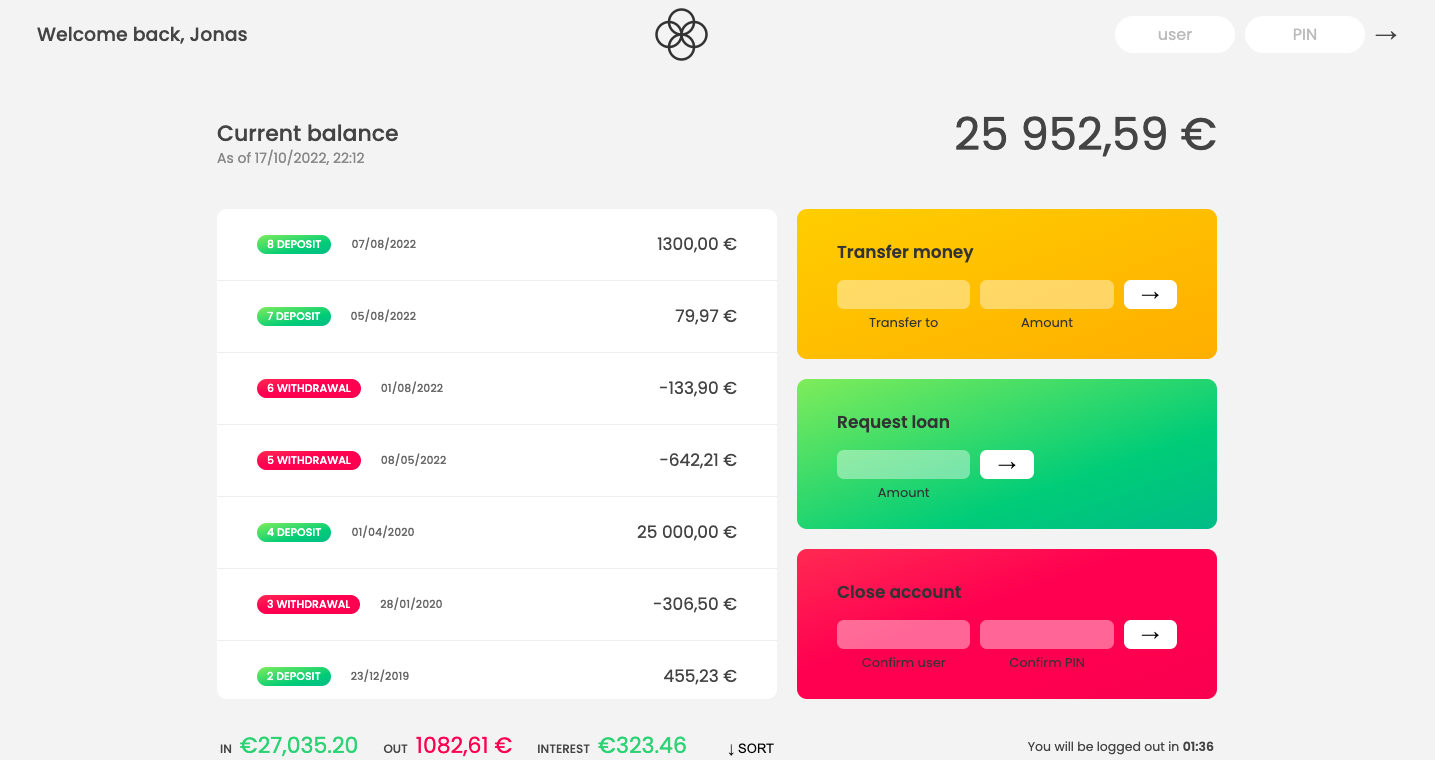 Welcome back, Jonas
user
PIN
→
Current balance
As of 17/10/2022, 22:12
25 952,59 €
8 DEPOSIT 07/08/2022 1300,00 €
7 DEPOSIT 05/08/2022 79,97 €
6 WITHDRAWAL 01/08/2022 -133,90 €
5 WITHDRAWAL 08/05/2022 -642,21 €
4 DEPOSIT 01/04/2020 25 000,00 €
3 WITHDRAWAL 28/01/2020 -306,50 €
2 DEPOSIT 23/12/2019 455,23 €
Transfer money
→
Transfer to Amount
Request loan
→
Amount
Close account
→
Confirm user Confirm PIN
IN €27,035.20 OUT 1082,61 € INTEREST €323.46 ↓ SORT
You will be logged out in 01:36